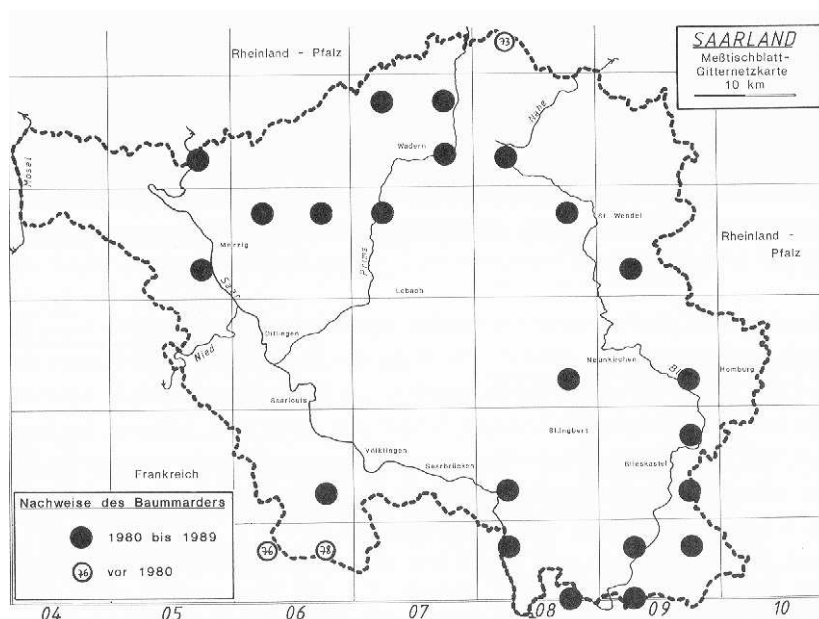 SAARLAND
Meßtischblatt-
Gitternetzkarte
10 km
Rheinland - Pfalz
73
Nahe
Mosel
Wadern
St. Wendel
Rheinland -
Pfalz
Merzig
Saar
Prims
Lebach
Dillingen
Nied
Neunkirchen
Homburg
Saarlouis
St.Ingbert
Völklingen
Saarbrücken
Blieskastel
Frankreich
Nachweise des Baummarders
1980 bis 1989
76 vor 1980
76
78
04 05 06 07 08 09 10